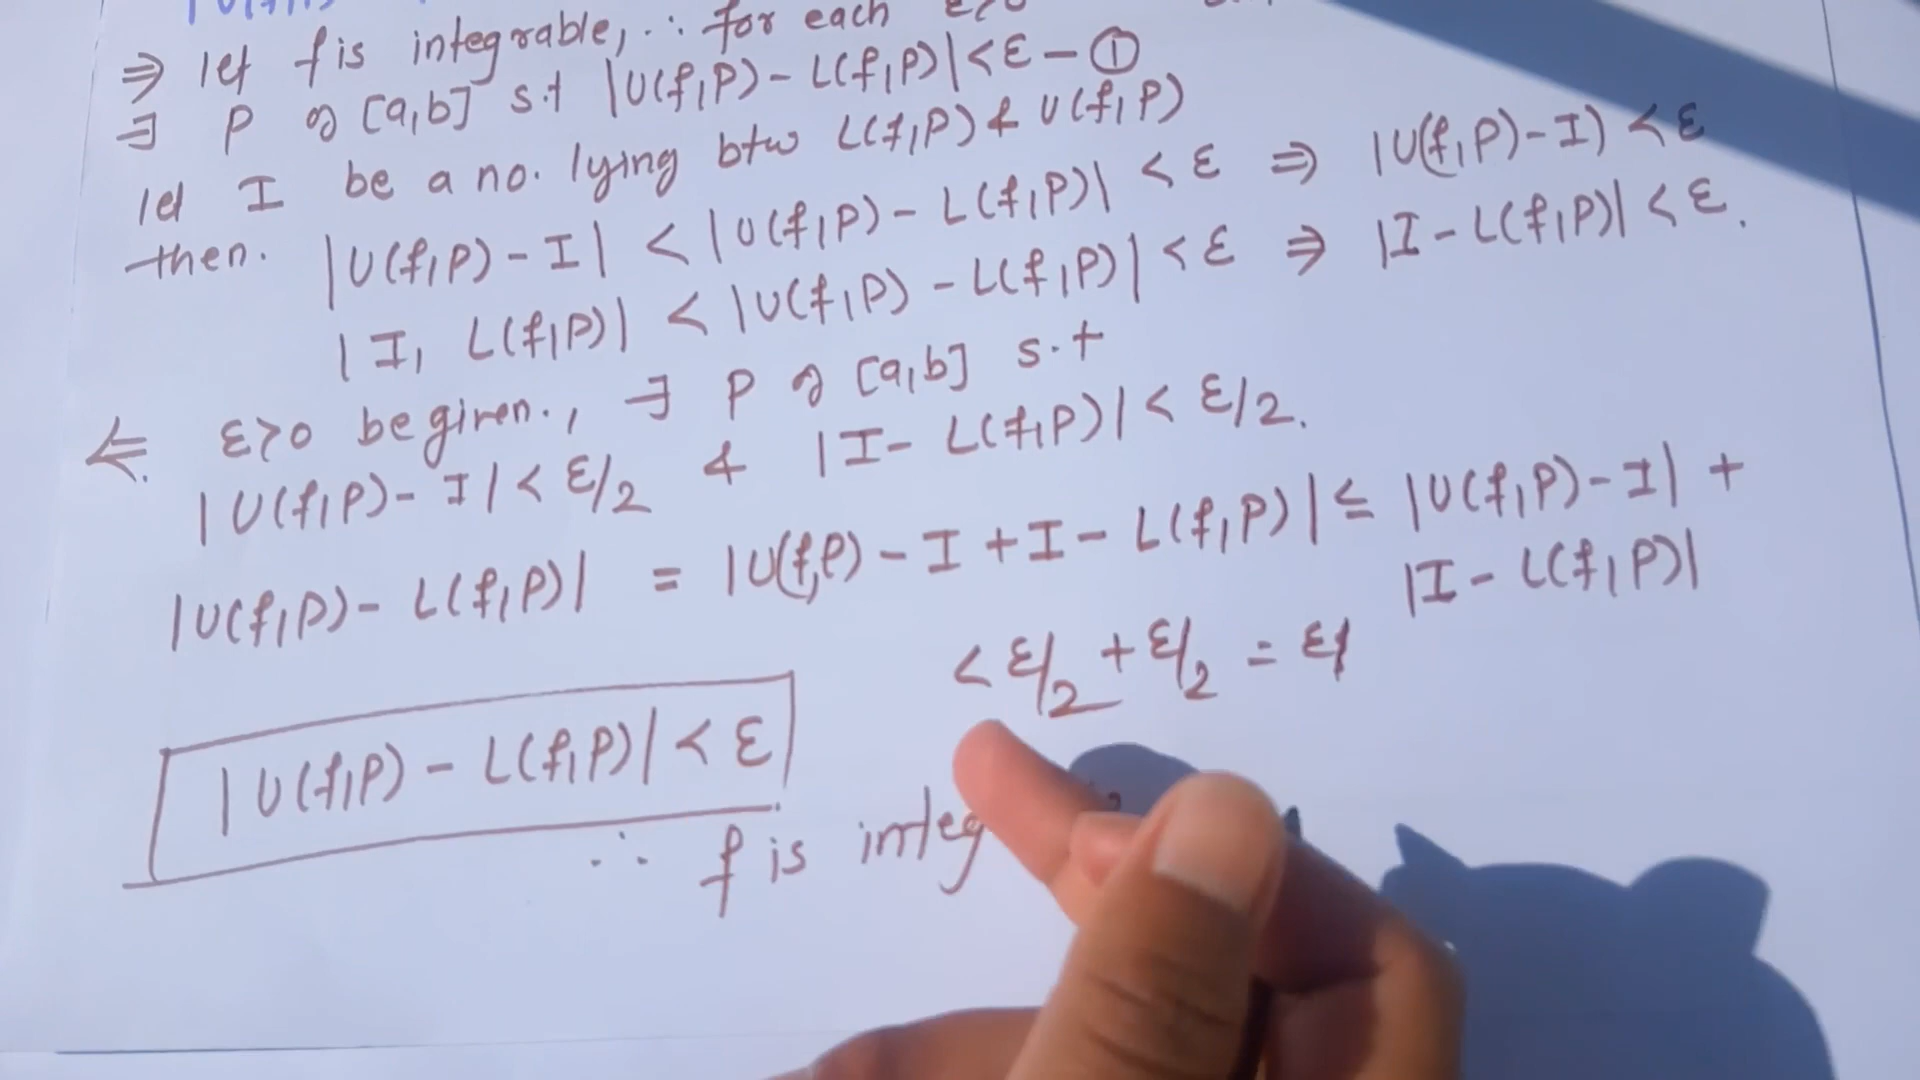 ⇒ let f is integrable, ∴ for each ε>0
∃ P of [a,b] s.t |U(f,P) - L(f,P)| < ε - ①
let I be a no. lying btw L(f,P) & U(f,P)
then. |U(f,P) - I| < |U(f,P) - L(f,P)| < ε ⇒ |U(f,P) - I) < ε
|I, L(f,P)| < |U(f,P) - L(f,P)| < ε ⇒ |I - L(f,P)| < ε.
⇐. ε>0 be given., ∃ P of [a,b] s.t
|U(f,P) - I| < ε/2 & |I - L(f,P)| < ε/2.
|U(f,P) - L(f,P)| = |U(f,P) - I + I - L(f,P)| ≤ |U(f,P) - I| +
|I - L(f,P)|
< ε/2 + ε/2 = ε
|U(f,P) - L(f,P)| < ε
∴ f is integ